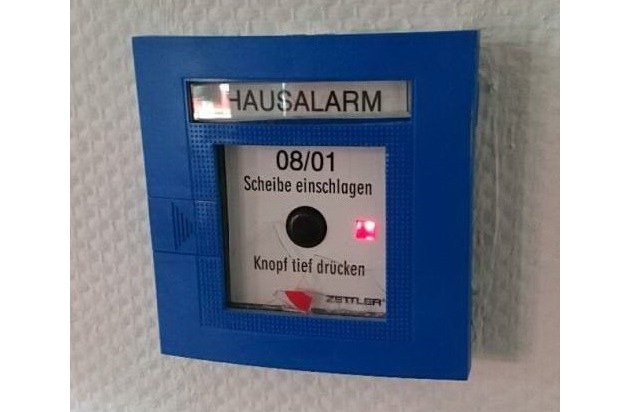 HAUSALARM
08/01
Scheibe einschlagen
Knopf tief drücken
ZETTLER®